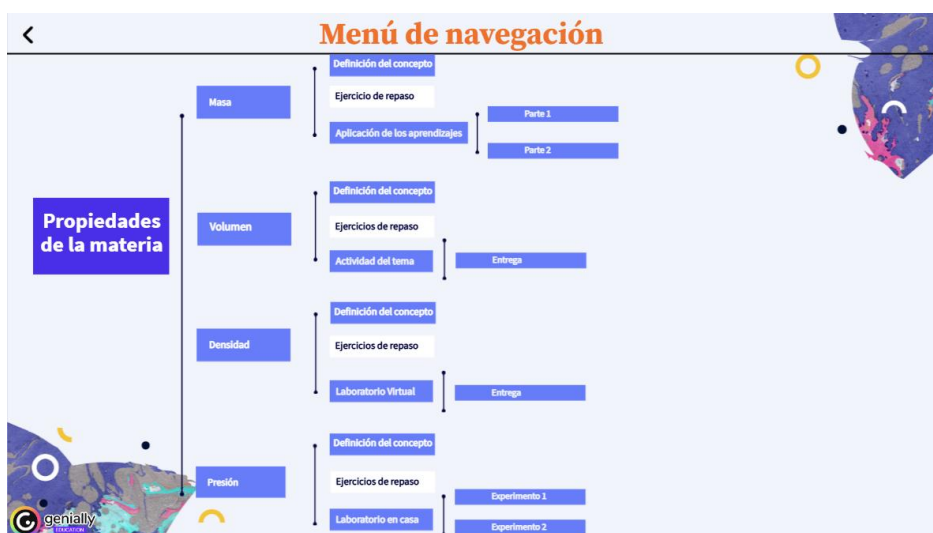 Menú de navegación
Propiedades
de la materia
Masa
Definición del concepto
Ejercicio de repaso
Aplicación de los aprendizajes
Parte 1
Parte 2
Volumen
Definición del concepto
Ejercicios de repaso
Actividad del tema
Entrega
Densidad
Definición del concepto
Ejercicios de repaso
Laboratorio Virtual
Entrega
Presión
Definición del concepto
Ejercicios de repaso
Laboratorio en casa
Experimento 1
Experimento 2
genially
EDUCATION